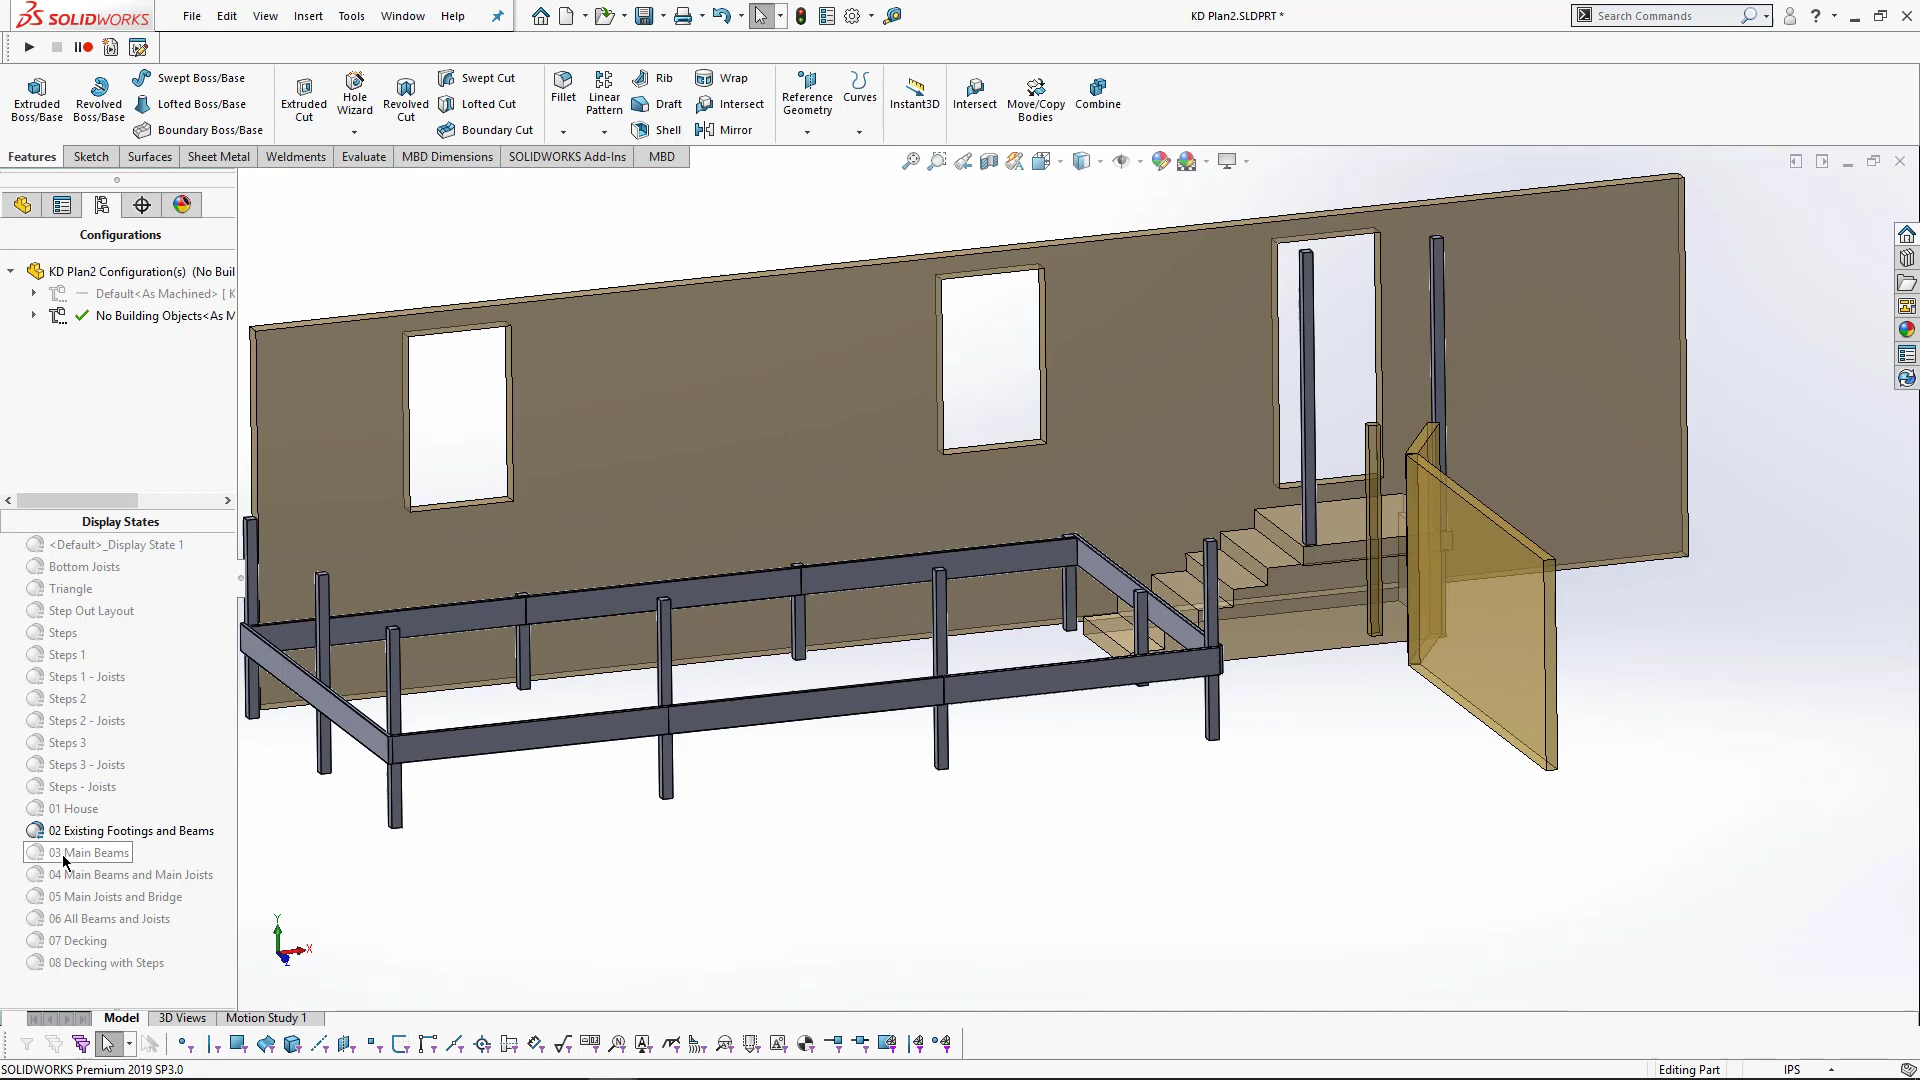 SOLIDWORKS
File Edit View Insert Tools Window Help
KD Plan2.SLDPRT *
Search Commands
Extruded Boss/Base
Revolved Boss/Base
Swept Boss/Base
Lofted Boss/Base
Boundary Boss/Base
Extruded Cut
Hole Wizard
Revolved Cut
Swept Cut
Lofted Cut
Boundary Cut
Fillet
Linear Pattern
Rib
Draft
Shell
Wrap
Intersect
Mirror
Reference Geometry
Curves
Instant3D
Intersect
Move/Copy Bodies
Combine
Features Sketch Surfaces Sheet Metal Weldments Evaluate MBD Dimensions SOLIDWORKS Add-Ins MBD
Configurations
KD Plan2 Configuration(s) (No Buil
Default<As Machined> [ K
No Building Objects<As M
Display States
<Default>_Display State 1
Bottom Joists
Triangle
Step Out Layout
Steps
Steps 1
Steps 1 - Joists
Steps 2
Steps 2 - Joists
Steps 3
Steps 3 - Joists
Steps - Joists
01 House
02 Existing Footings and Beams
03 Main Beams
04 Main Beams and Main Joists
05 Main Joists and Bridge
06 All Beams and Joists
07 Decking
08 Decking with Steps
Y
X
Z
Model 3D Views Motion Study 1
SOLIDWORKS Premium 2019 SP3.0
Editing Part
IPS